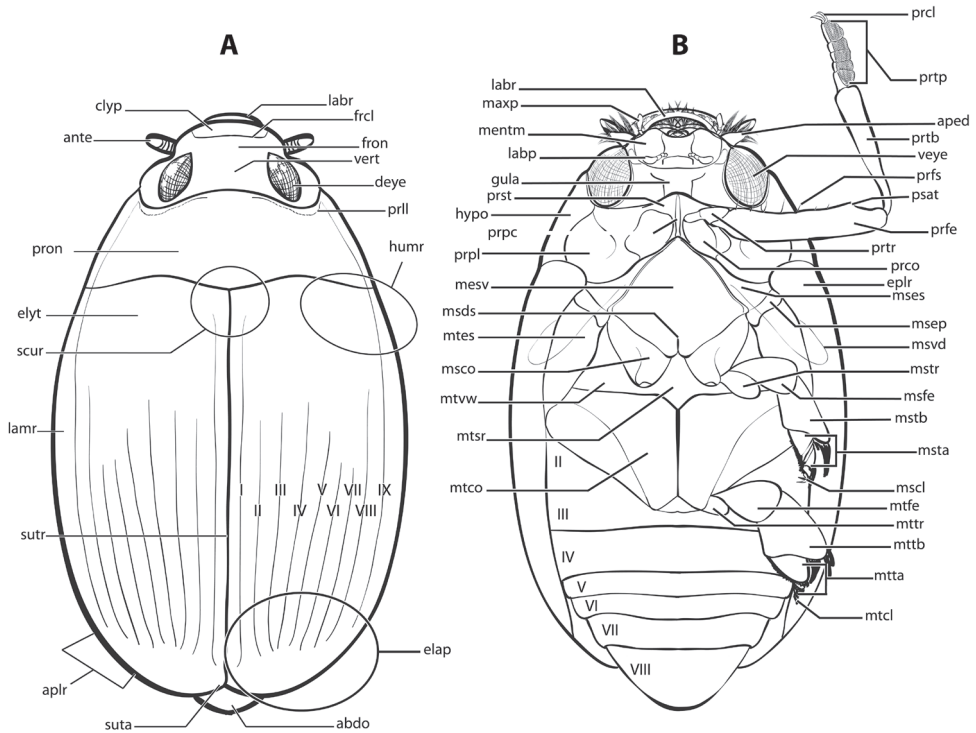 A
clyp
labr
frcl
ante
fron
vert
deye
prll
pron
humr
elyt
scur
lamr
I
III
V
VII
IX
II
IV
VI
VIII
sutr
elap
aplr
suta
abdo
B
prcl
prtp
labr
maxp
aped
mentm
prtb
labp
veye
gula
prfs
prst
psat
hypo
prpc
prfe
prpl
prtr
prco
mesv
eplr
mses
msds
msep
mtes
msvd
msco
mstr
mtvw
msfe
mstb
mtsr
msta
II
mtco
mscl
mtfe
III
mttr
mttb
IV
mtta
V
VI
mtcl
VII
VIII